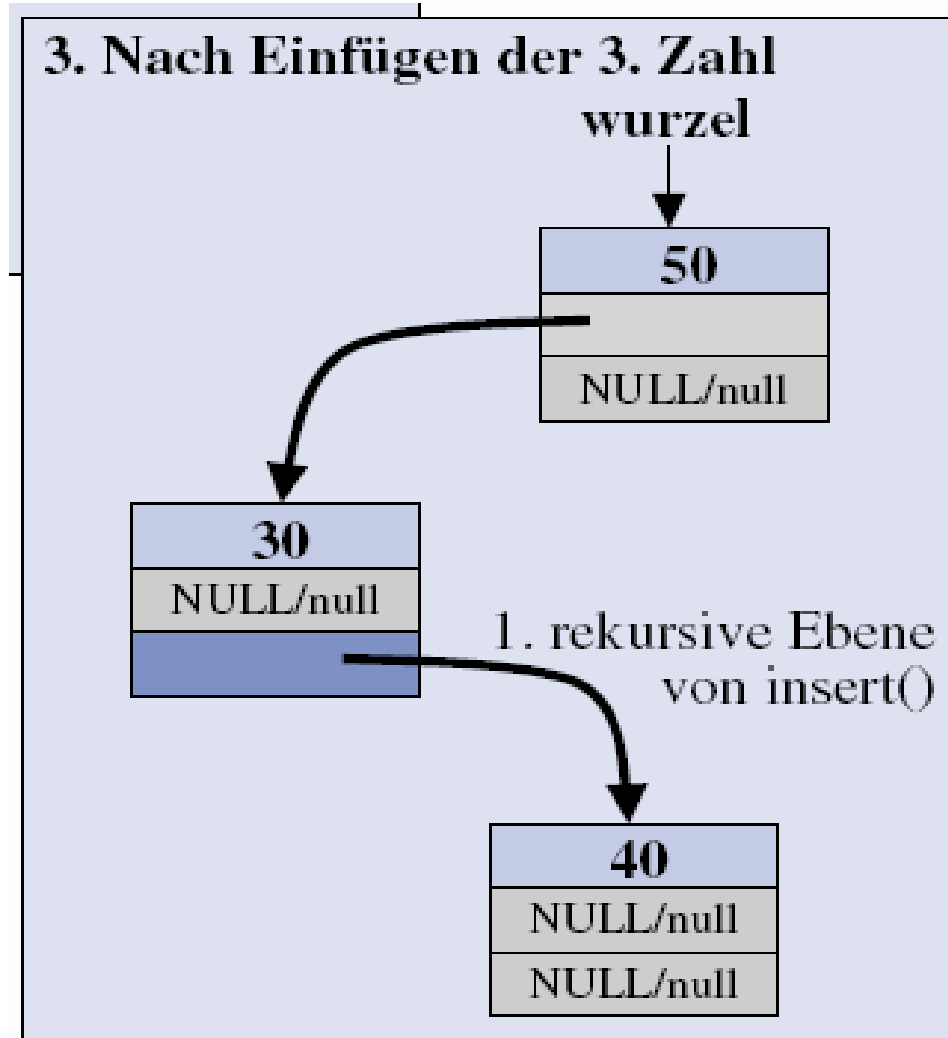 3. Nach Einfügen der 3. Zahl
wurzel
50
NULL/null
30
NULL/null
1. rekursive Ebene
von insert()
40
NULL/null
NULL/null